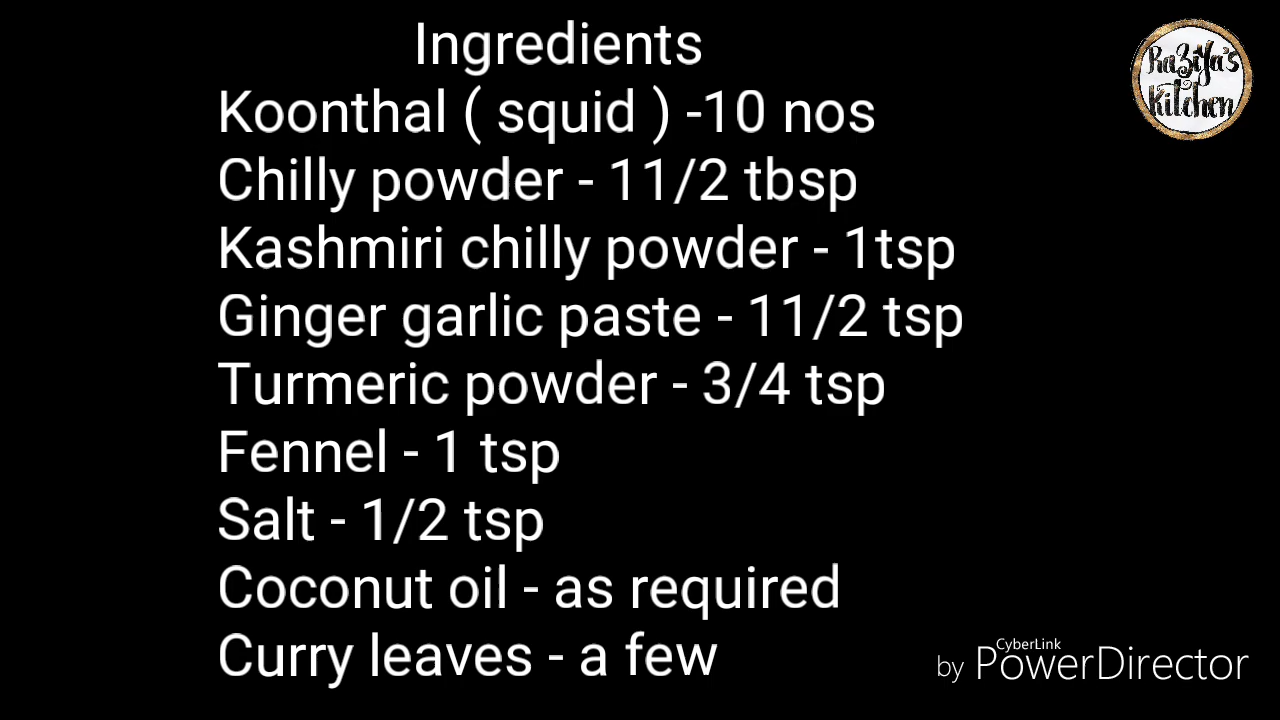 Ingredients
Koonthal ( squid ) -10 nos
Chilly powder - 11/2 tbsp
Kashmiri chilly powder - 1tsp
Ginger garlic paste - 11/2 tsp
Turmeric powder - 3/4 tsp
Fennel - 1 tsp
Salt - 1/2 tsp
Coconut oil - as required
Curry leaves - a few
Raziya's
Kitchen
CyberLink
by PowerDirector